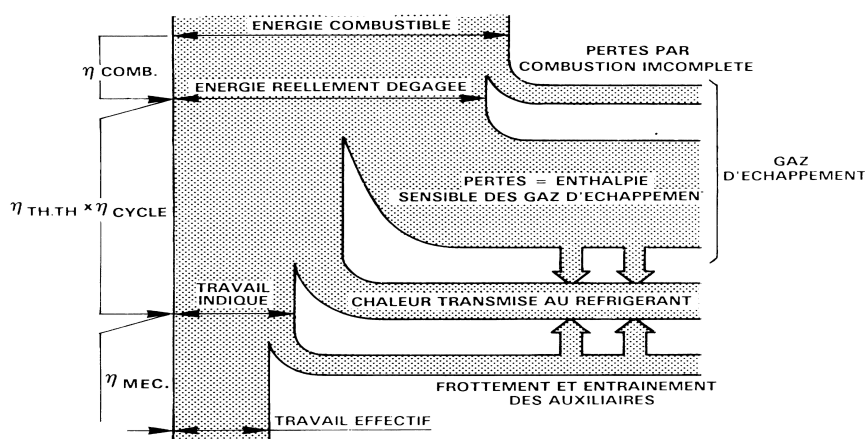 ENERGIE COMBUSTIBLE
PERTES PAR
COMBUSTION IMCOMPLETE
η COMB.
ENERGIE REELLEMENT DEGAGEE
GAZ
D'ECHAPPEMENT
PERTES = ENTHALPIE
SENSIBLE DES GAZ D'ECHAPPEMENT
η TH.TH × η CYCLE
TRAVAIL
INDIQUE
CHALEUR TRANSMISE AU REFRIGERANT
η MEC.
FROTTEMENT ET ENTRAINEMENT
DES AUXILIAIRES
TRAVAIL EFFECTIF